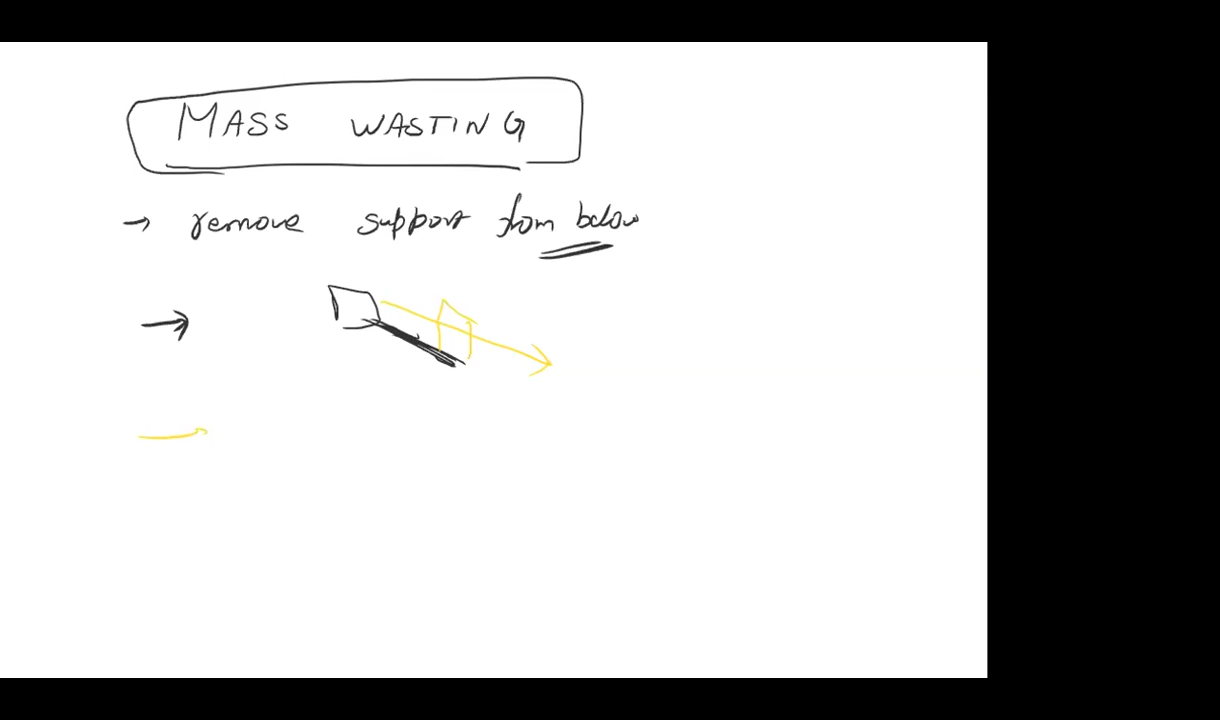 MASS WASTING
→ remove support from below
→